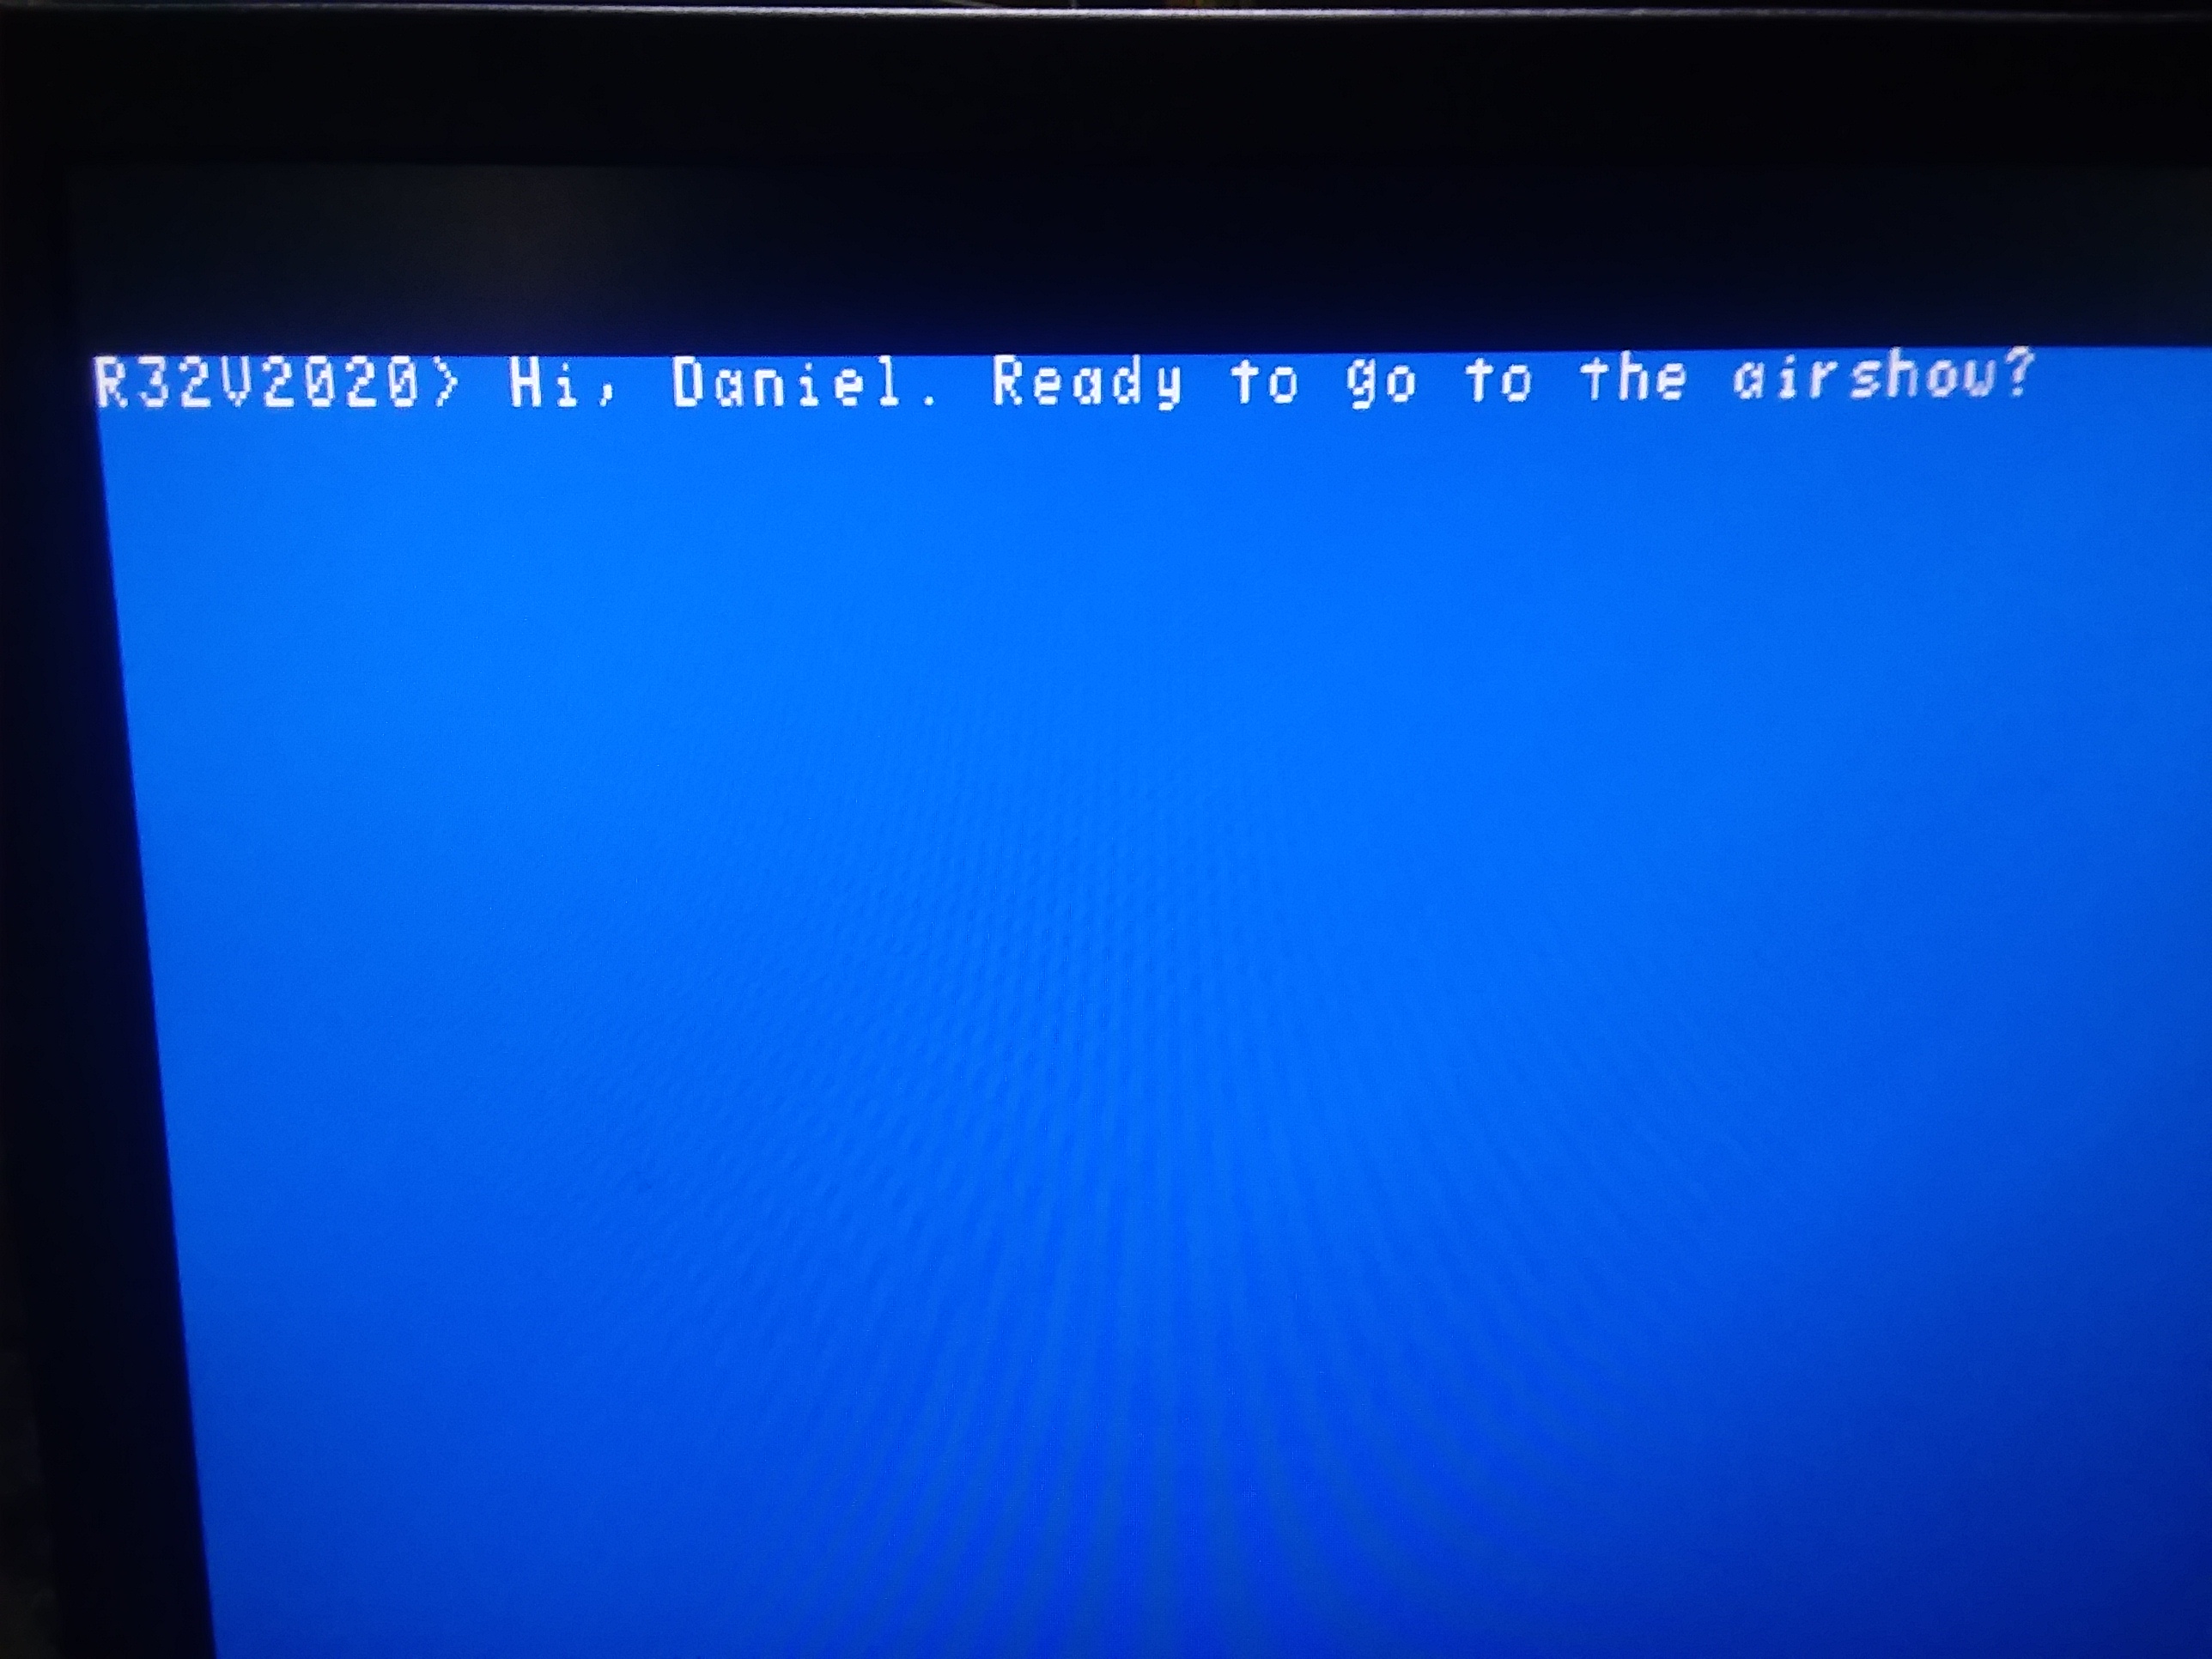 R32V2020> Hi, Daniel. Ready to go to the airshow?